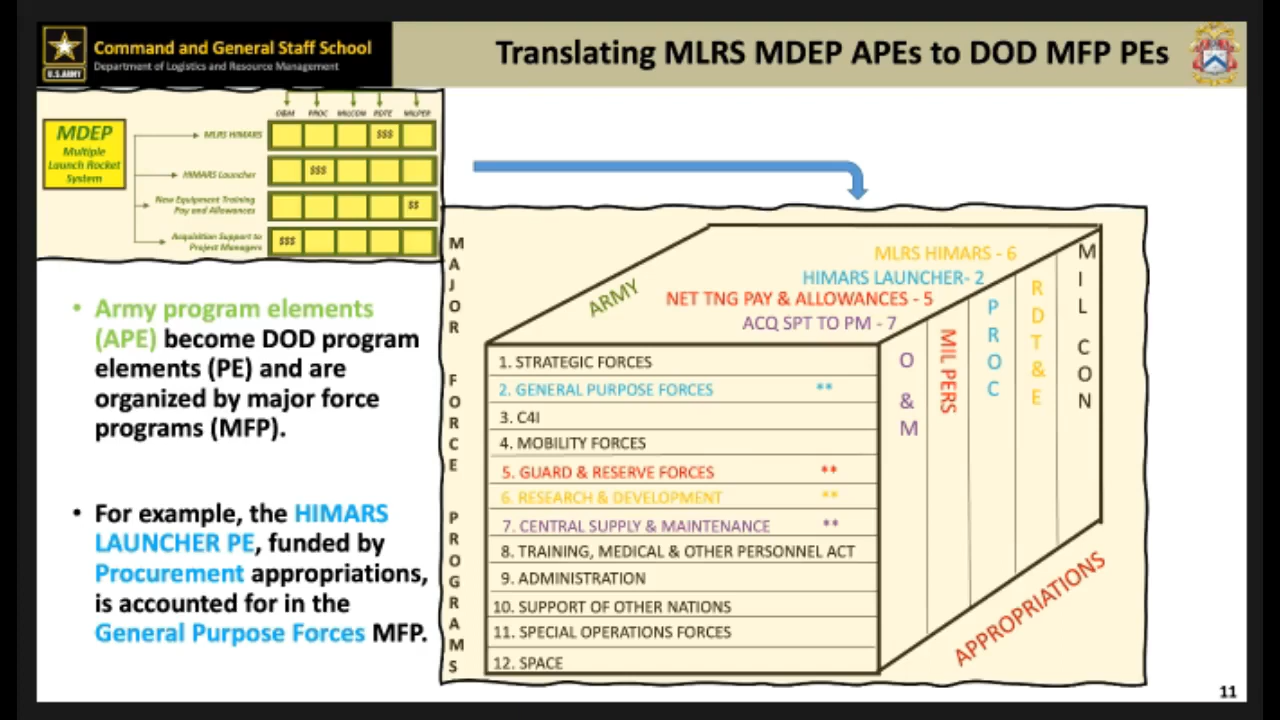 Command and General Staff School
Department of Logistics and Resource Management
U.S.ARMY
Translating MLRS MDEP APEs to DOD MFP PEs
O&M PROC MILCON RDTE MILPER
MDEP
Multiple
Launch Rocket
System
MLRS HIMARS
$$$
HIMARS Launcher
$$$
New Equipment Training
Pay and Allowances
$$
Acquisition Support to
Project Managers
$$$
• Army program elements
(APE) become DOD program
elements (PE) and are
organized by major force
programs (MFP).
• For example, the HIMARS
LAUNCHER PE, funded by
Procurement appropriations,
is accounted for in the
General Purpose Forces MFP.
MAJOR FORCE PROGRAMS
ARMY
MLRS HIMARS - 6
HIMARS LAUNCHER- 2
NET TNG PAY & ALLOWANCES - 5
ACQ SPT TO PM - 7
1. STRATEGIC FORCES
2. GENERAL PURPOSE FORCES **
3. C4I
4. MOBILITY FORCES
5. GUARD & RESERVE FORCES **
6. RESEARCH & DEVELOPMENT **
7. CENTRAL SUPPLY & MAINTENANCE **
8. TRAINING, MEDICAL & OTHER PERSONNEL ACT
9. ADMINISTRATION
10. SUPPORT OF OTHER NATIONS
11. SPECIAL OPERATIONS FORCES
12. SPACE
O & M
MIL PERS
PROC
RDT&E
MIL CON
APPROPRIATIONS
11